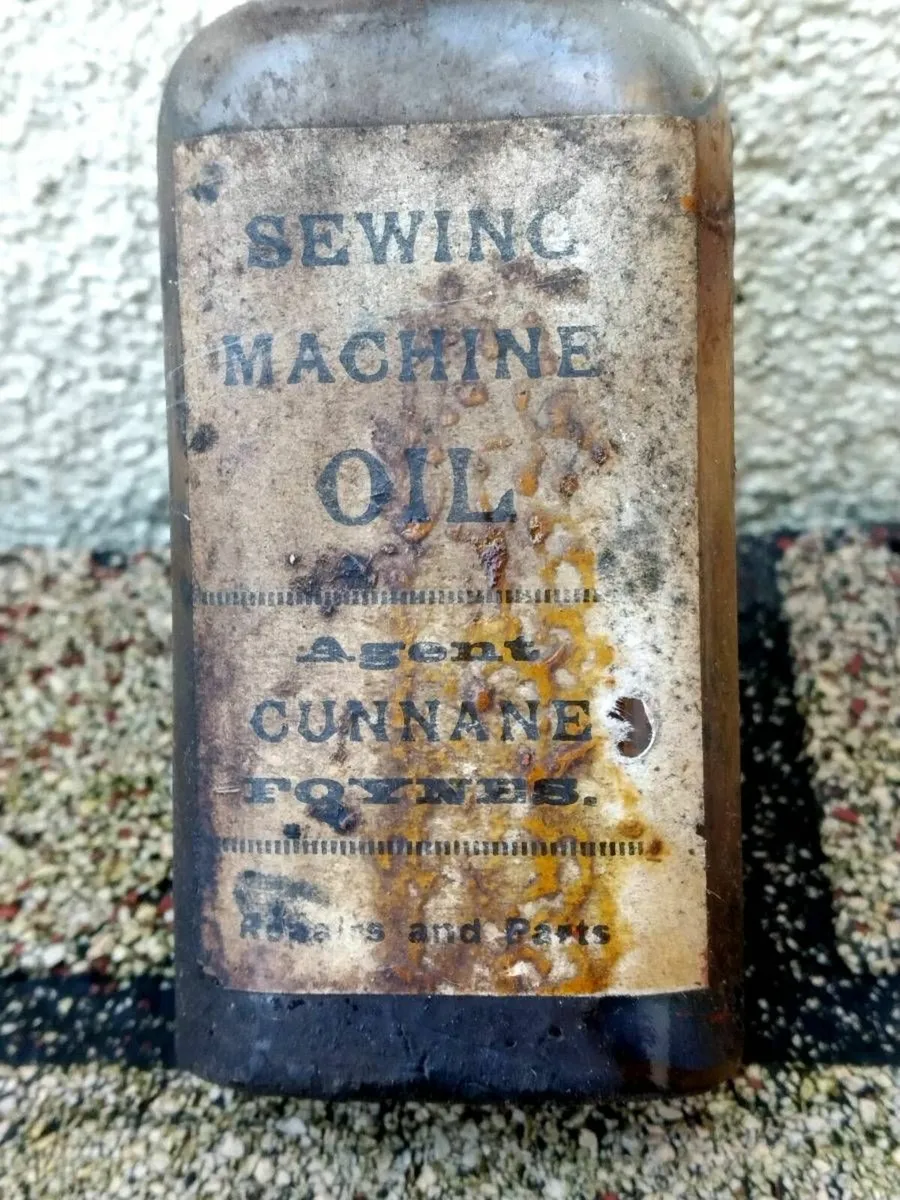 SEWING
MACHINE
OIL
Agent
CUNNANE
FOYNES.
Repairs and Parts